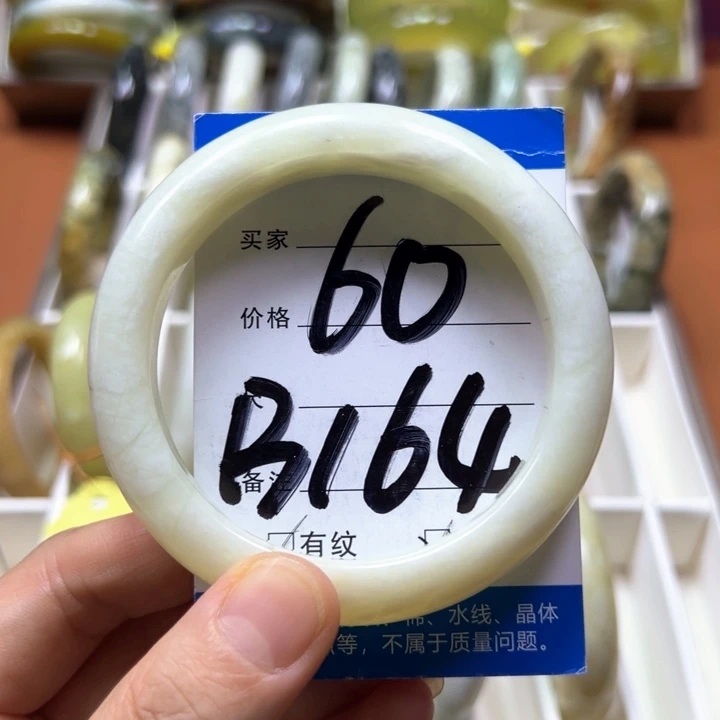 买家
60
价格
B164
备注
有纹
棉、水线、晶体
等，不属于质量问题。